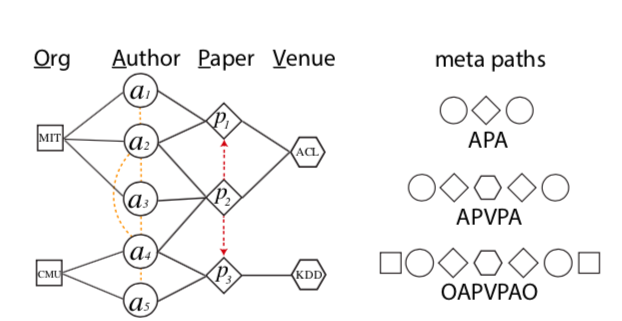 Org Author Paper Venue
meta paths
MIT
CMU
a1
a2
a3
a4
a5
p1
p2
p3
ACL
KDD
APA
APVPA
OAPVPAO